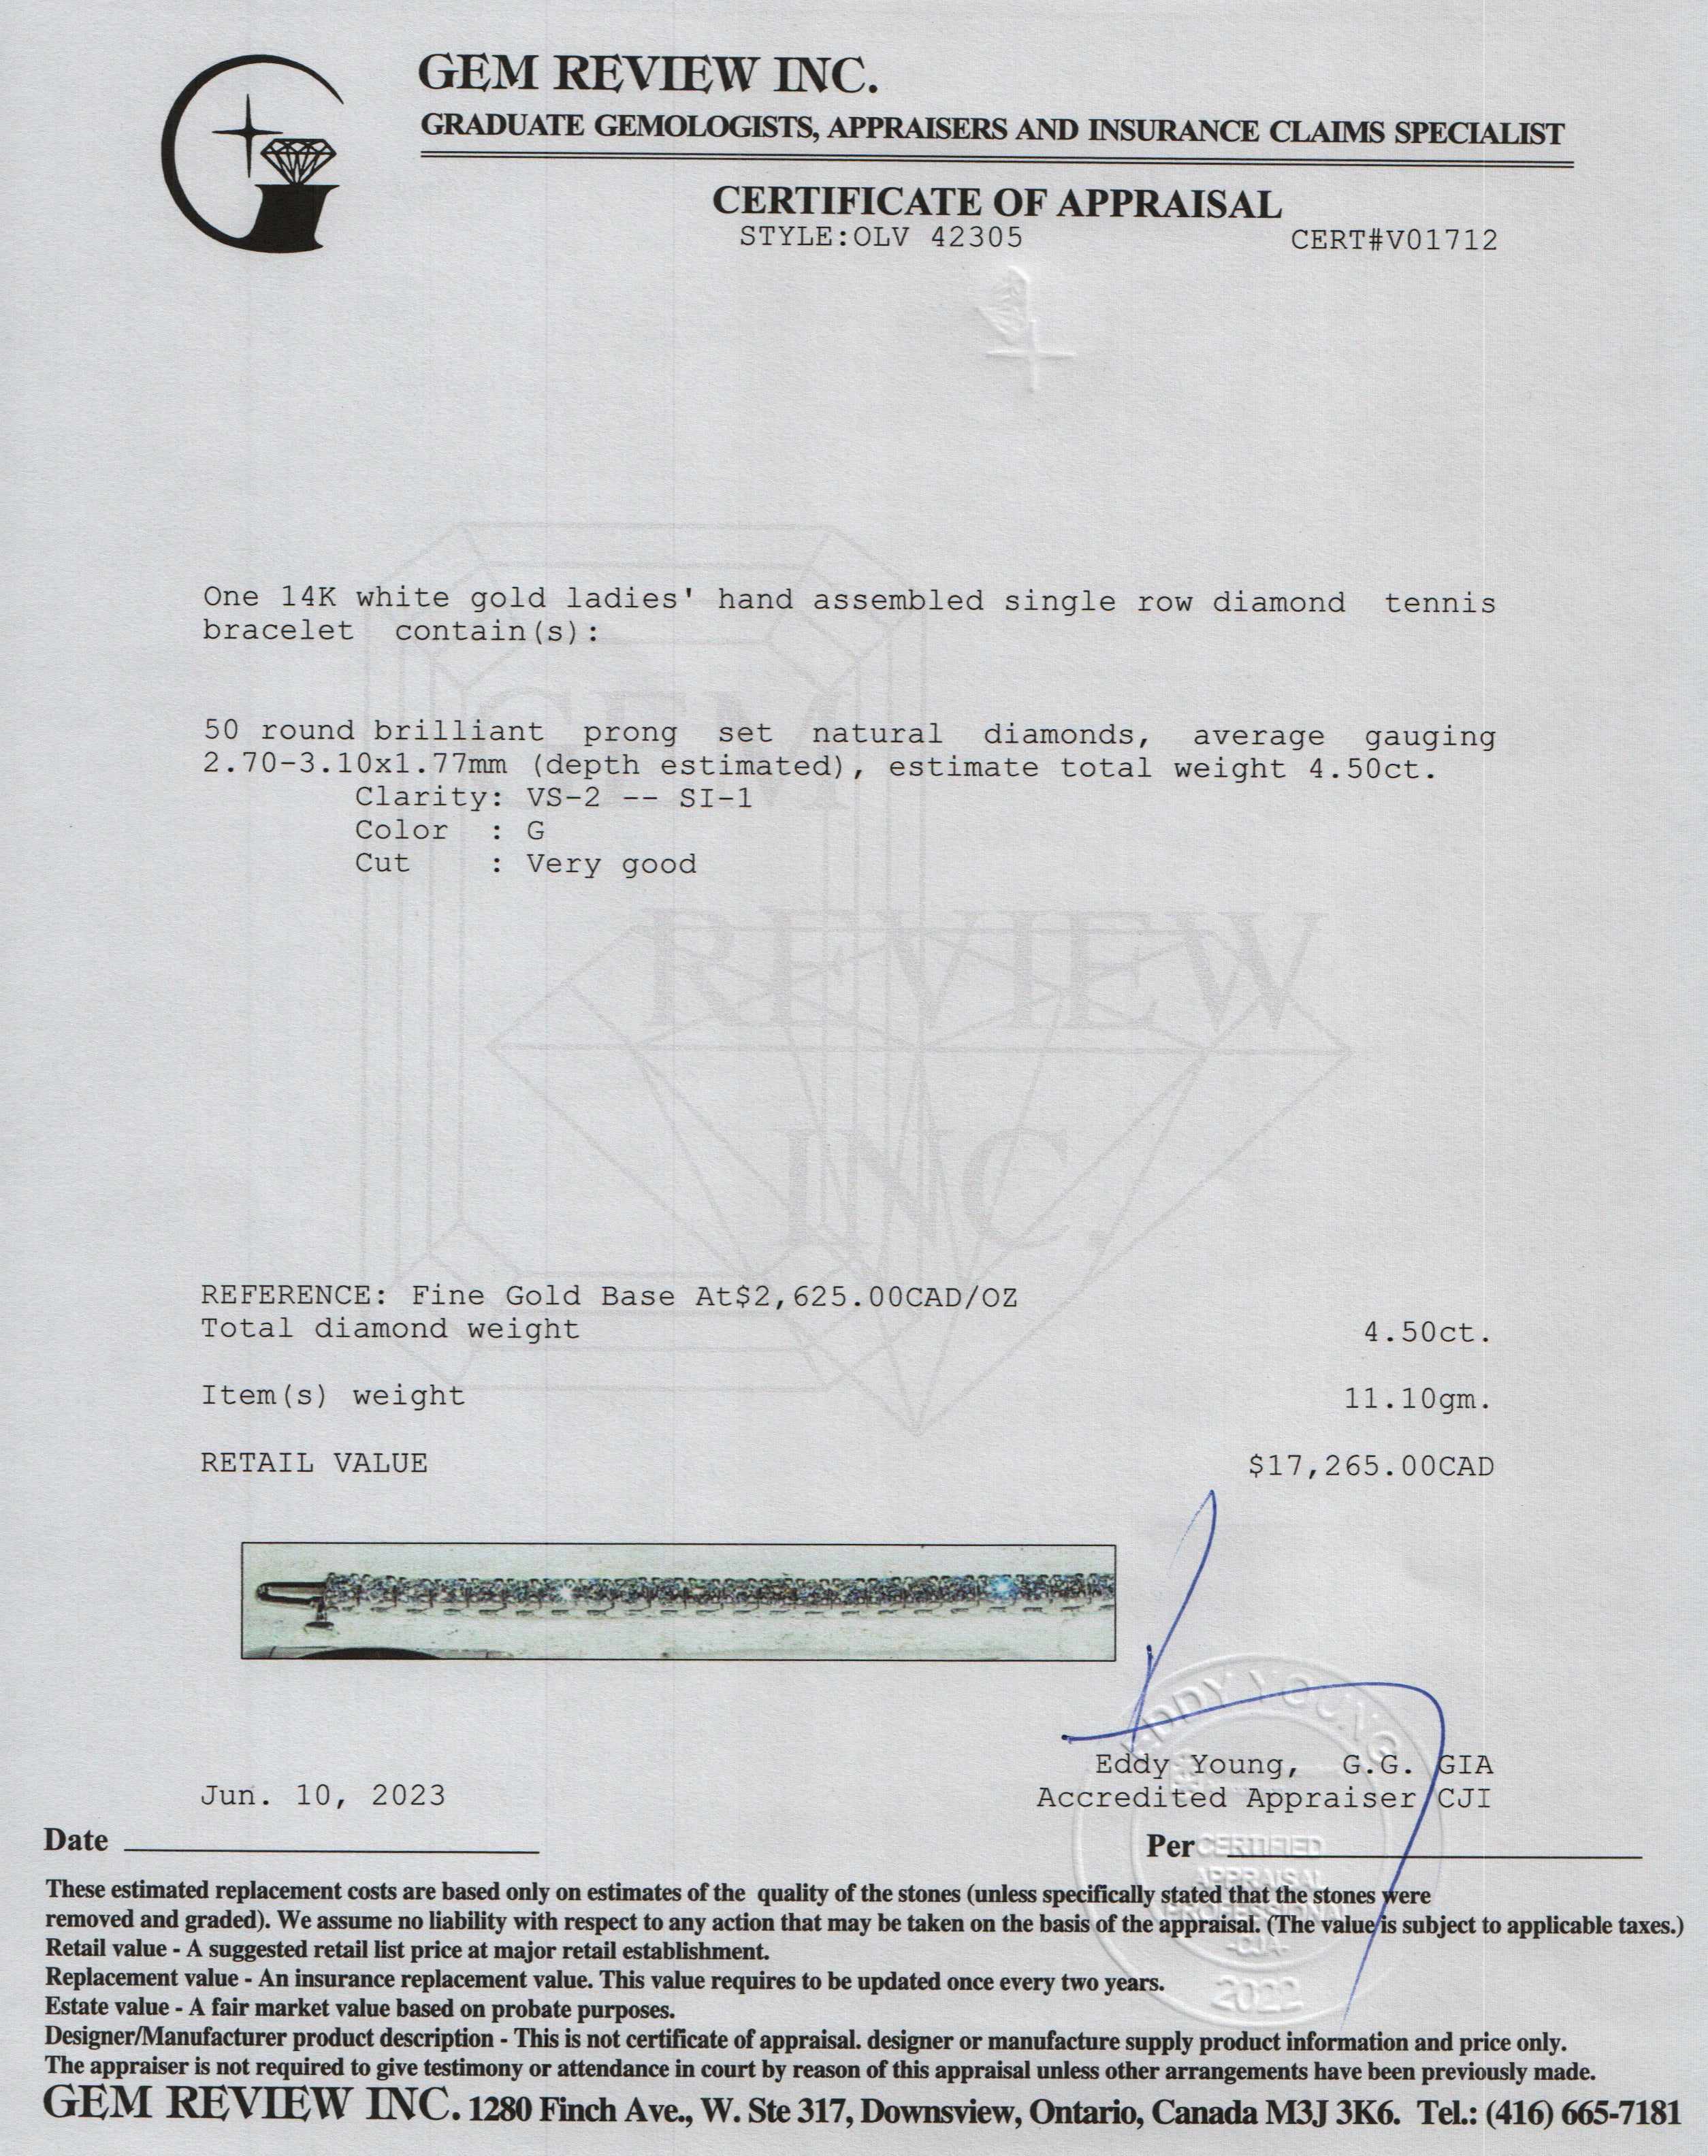 GEM REVIEW INC.
GRADUATE GEMOLOGISTS, APPRAISERS AND INSURANCE CLAIMS SPECIALIST
CERTIFICATE OF APPRAISAL
STYLE:OLV 42305
CERT#V01712
One 14K white gold ladies' hand assembled single row diamond tennis
bracelet contain(s):
50 round brilliant prong set natural diamonds, average gauging
2.70-3.10x1.77mm (depth estimated), estimate total weight 4.50ct.
Clarity: VS-2 -- SI-1
Color : G
Cut : Very good
GEM
REVIEW
INC.
REFERENCE: Fine Gold Base At$2,625.00CAD/OZ
Total diamond weight 4.50ct.
Item(s) weight 11.10gm.
RETAIL VALUE $17,265.00CAD
EDDY YOUNG
Eddy Young, G.G. GIA
Jun. 10, 2023
Accredited Appraiser CJI
Date
Per
CERTIFIED
APPRAISAL
PROFESSIONAL
-CJA-
2022
These estimated replacement costs are based only on estimates of the quality of the stones (unless specifically stated that the stones were
removed and graded). We assume no liability with respect to any action that may be taken on the basis of the appraisal. (The value is subject to applicable taxes.)
Retail value - A suggested retail list price at major retail establishment.
Replacement value - An insurance replacement value. This value requires to be updated once every two years.
Estate value - A fair market value based on probate purposes.
Designer/Manufacturer product description - This is not certificate of appraisal. designer or manufacture supply product information and price only.
The appraiser is not required to give testimony or attendance in court by reason of this appraisal unless other arrangements have been previously made.
GEM REVIEW INC. 1280 Finch Ave., W. Ste 317, Downsview, Ontario, Canada M3J 3K6. Tel.: (416) 665-7181